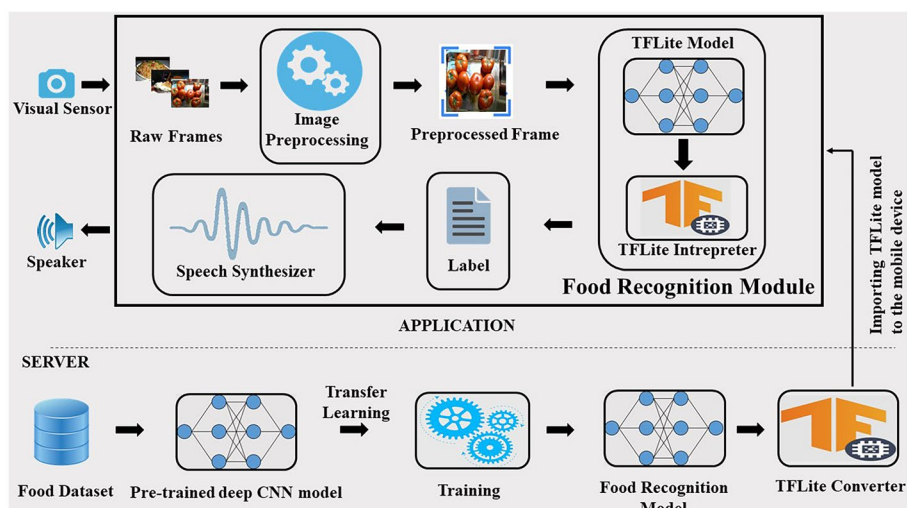 TFLite Model
Visual Sensor
Raw Frames
Image
Preprocessing
Preprocessed Frame
TFLite Intrepreter
Label
Speech Synthesizer
Speaker
Food Recognition Module
Importing TFLite model
to the mobile device
APPLICATION
SERVER
Transfer
Learning
Food Dataset
Pre-trained deep CNN model
Training
Food Recognition
Model
TFLite Converter